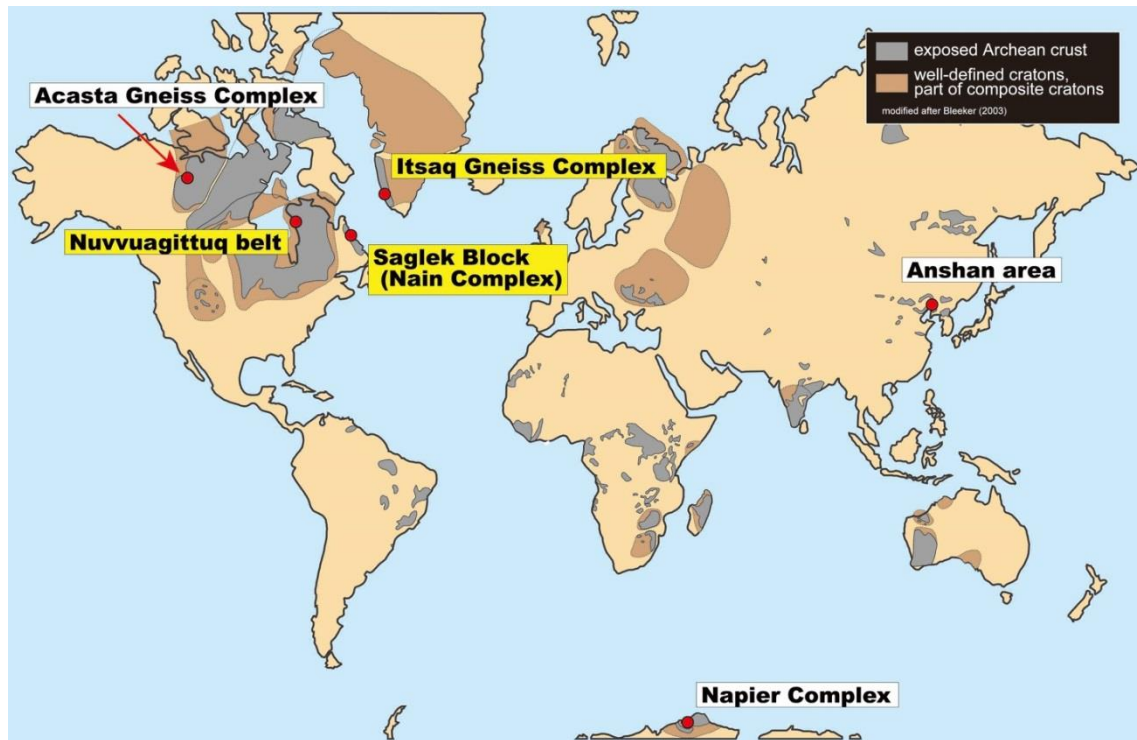 exposed Archean crust
well-defined cratons,
part of composite cratons
modified after Bleeker (2003)
Acasta Gneiss Complex
Itsaq Gneiss Complex
Nuvvuagittuq belt
Saglek Block
(Nain Complex)
Anshan area
Napier Complex